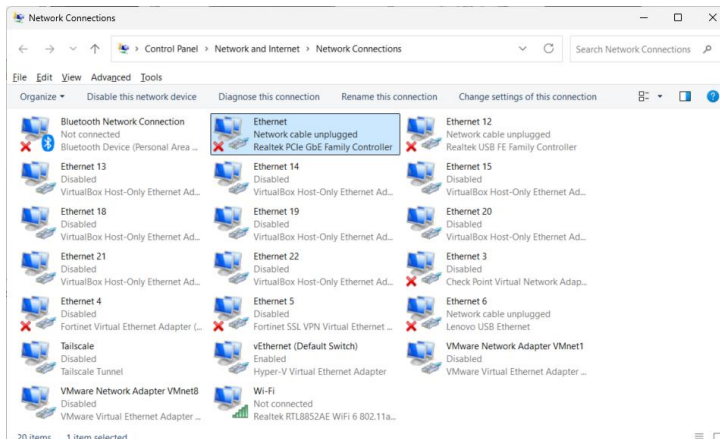 Network Connections
Control Panel > Network and Internet > Network Connections
Search Network Connections
File Edit View Advanced Tools
Organize Disable this network device Diagnose this connection Rename this connection Change settings of this connection
Bluetooth Network Connection
Not connected
Bluetooth Device (Personal Area ...
Ethernet
Network cable unplugged
Realtek PCIe GbE Family Controller
Ethernet 12
Network cable unplugged
Realtek USB FE Family Controller
Ethernet 13
Disabled
VirtualBox Host-Only Ethernet Ad...
Ethernet 14
Disabled
VirtualBox Host-Only Ethernet Ad...
Ethernet 15
Disabled
VirtualBox Host-Only Ethernet Ad...
Ethernet 18
Disabled
VirtualBox Host-Only Ethernet Ad...
Ethernet 19
Disabled
VirtualBox Host-Only Ethernet Ad...
Ethernet 20
Disabled
VirtualBox Host-Only Ethernet Ad...
Ethernet 21
Disabled
VirtualBox Host-Only Ethernet Ad...
Ethernet 22
Disabled
VirtualBox Host-Only Ethernet Ad...
Ethernet 3
Disabled
Check Point Virtual Network Adap...
Ethernet 4
Disabled
Fortinet Virtual Ethernet Adapter (...
Ethernet 5
Disabled
Fortinet SSL VPN Virtual Ethernet ...
Ethernet 6
Network cable unplugged
Lenovo USB Ethernet
Tailscale
Disabled
Tailscale Tunnel
vEthernet (Default Switch)
Enabled
Hyper-V Virtual Ethernet Adapter
VMware Network Adapter VMnet1
Disabled
VMware Virtual Ethernet Adapter ...
VMware Network Adapter VMnet8
Disabled
VMware Virtual Ethernet Adapter ...
Wi-Fi
Not connected
Realtek RTL8852AE WiFi 6 802.11a...
20 items 1 item selected